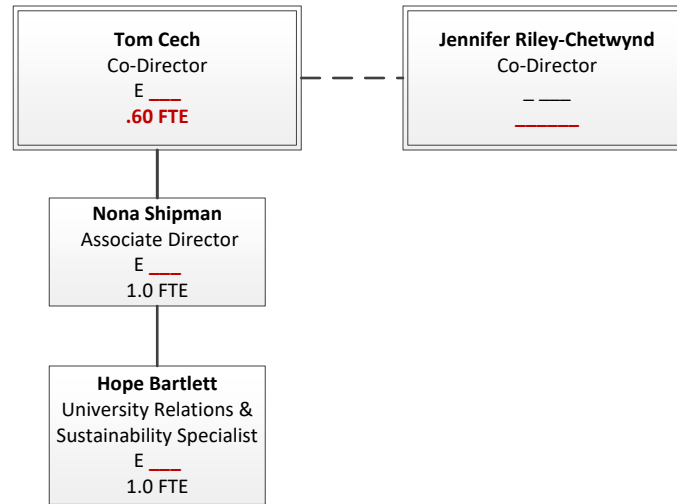 Tom Cech
Co-Director
E ___
.60 FTE
Jennifer Riley-Chetwynd
Co-Director
_ ___
______
Nona Shipman
Associate Director
E ___
1.0 FTE
Hope Bartlett
University Relations &
Sustainability Specialist
E ___
1.0 FTE